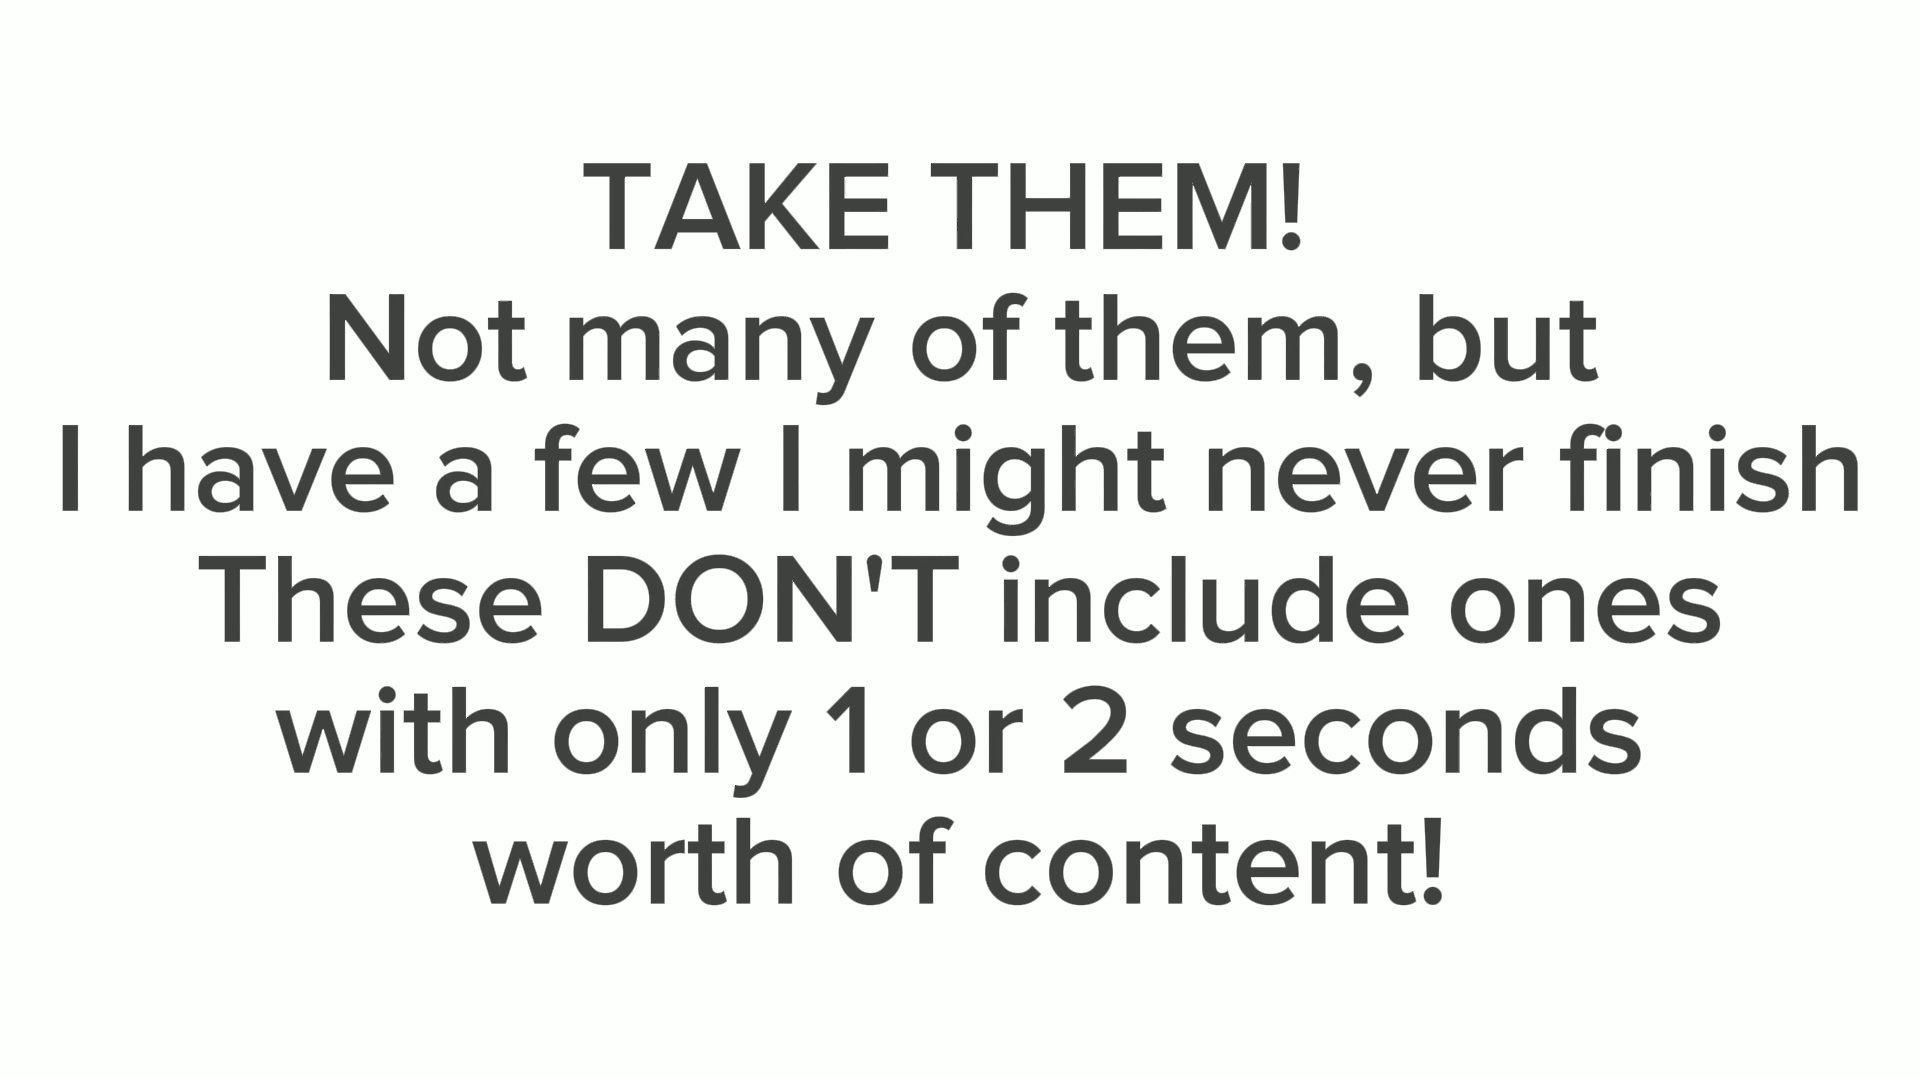 TAKE THEM!
Not many of them, but
I have a few I might never finish
These DON'T include ones
with only 1 or 2 seconds
worth of content!